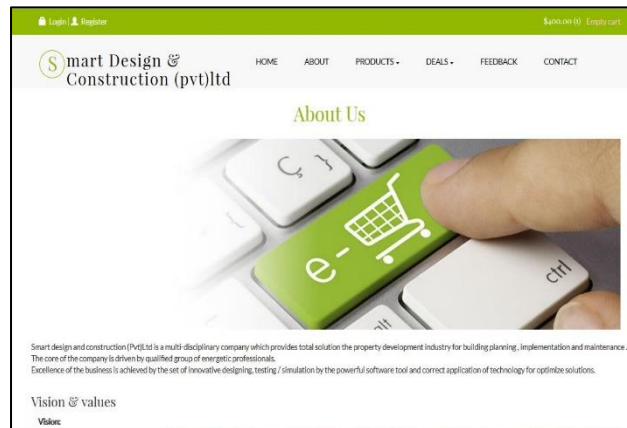 Login | Register
$400.00 (1) Empty cart
Smart Design &
Construction (pvt)ltd
HOME ABOUT PRODUCTS DEALS FEEDBACK CONTACT
About Us
Ç }
e-
ctrl
alt
Smart design and construction (Pvt)Ltd is a multi-disciplinary company which provides total solution the property development industry for building planning , implementation and maintenance .
The core of the company is driven by qualified group of energetic professionals.
Excellence of the business is achieved by the set of innovative designing, testing / simulation by the powerful software tool and correct application of technology for optimize solutions.
Vision & values
Vision: